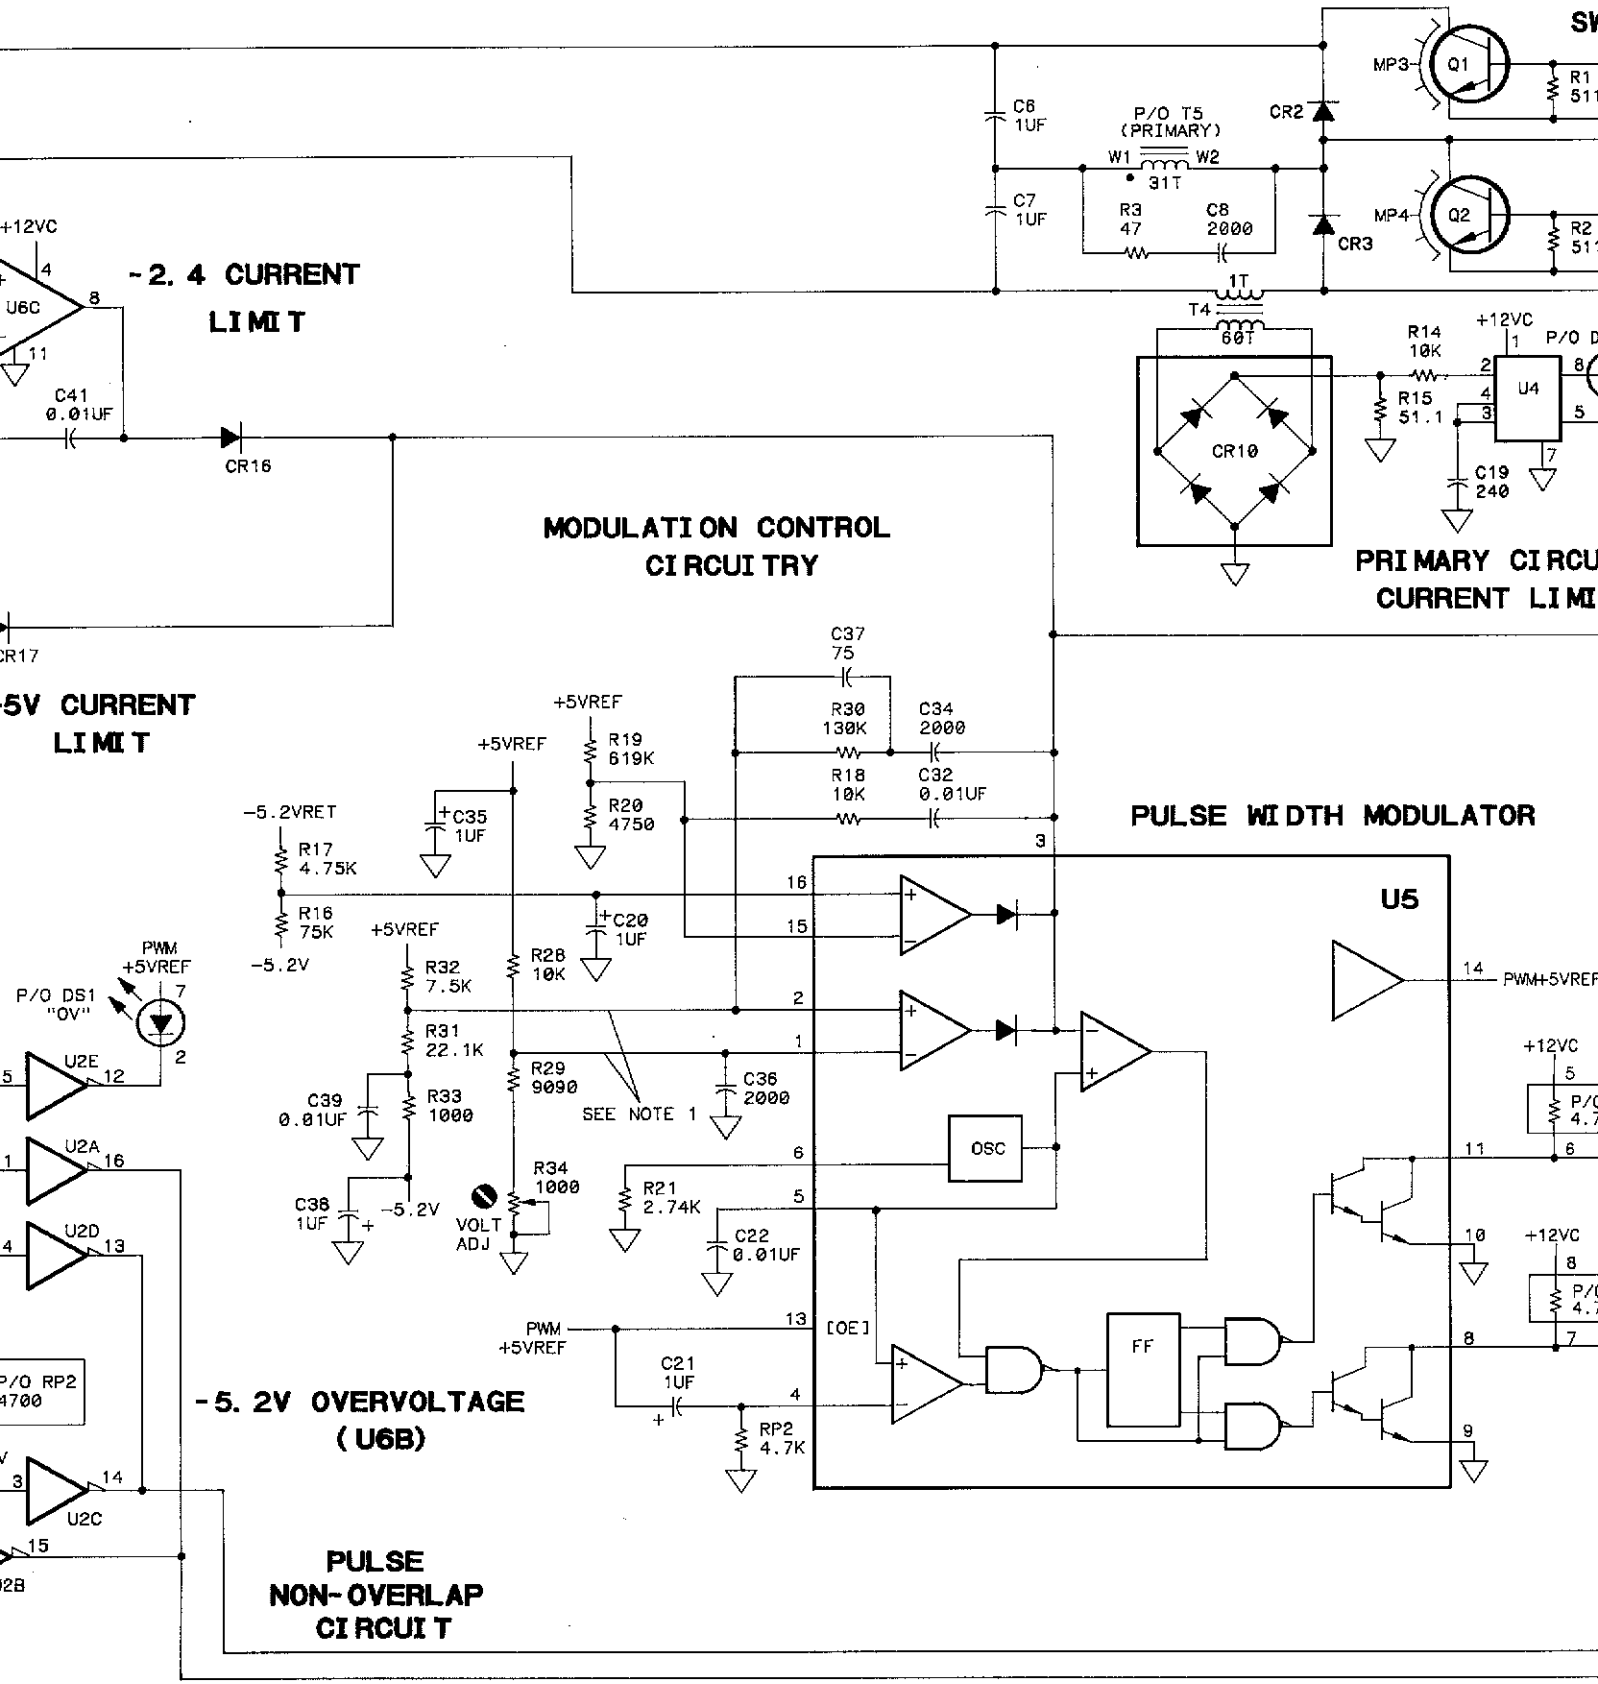 SW
MP3
Q1
R1
511
C6
1UF
P/O T5
(PRIMARY)
CR2
W1
W2
31T
C7
1UF
R3
47
C8
2000
MP4
Q2
R2
CR3
+12VC
+
4
U6C
8
11
-2.4 CURRENT
LIMIT
1T
T4
60T
R14
10K
+12VC
1
P/O D
2
8
4
U4
3
5
7
R15
51.1
C19
240
C41
0.01UF
CR16
CR10
MODULATION CONTROL
CIRCUITRY
PRIMARY CIRCU
CURRENT LIMI
CR17
-5V CURRENT
LIMIT
C37
75
+5VREF
R30
130K
C34
2000
R19
619K
+5VREF
R18
10K
C32
0.01UF
R20
4750
-5.2VRET
+
C35
1UF
PULSE WIDTH MODULATOR
3
R17
4.75K
16
+
U5
R16
75K
+
C20
1UF
15
-
+5VREF
-5.2V
PWM
+5VREF
7
P/O DS1
"OV"
2
R32
7.5K
R28
10K
14
PWM+5VREF
2
+
-
R31
22.1K
1
-
+
U2E
5
12
R29
9090
C36
2000
C39
0.01UF
R33
1000
SEE NOTE 1
+12VC
5
P/O
4.7
6
U2A
1
16
OSC
6
11
R34
1000
R21
2.74K
5
C38
1UF
+
-5.2V
VOLT
ADJ
C22
0.01UF
10
U2D
4
13
+12VC
8
P/O
4.7
7
PWM
+5VREF
13
[OE]
FF
8
P/O RP2
4700
-5.2V OVERVOLTAGE
(U6B)
C21
1UF
+
4
+
-
RP2
4.7K
9
V
3
14
U2C
15
U2B
PULSE
NON-OVERLAP
CIRCUIT